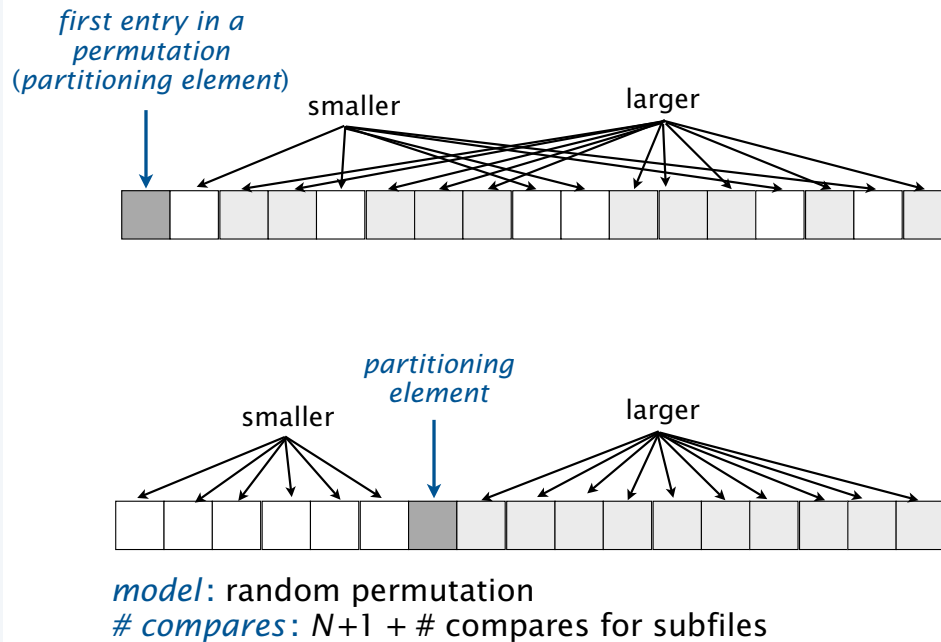 first entry in a
permutation
(partitioning element)
smaller
larger
partitioning
element
smaller
larger
model: random permutation
# compares: N+1 + # compares for subfiles